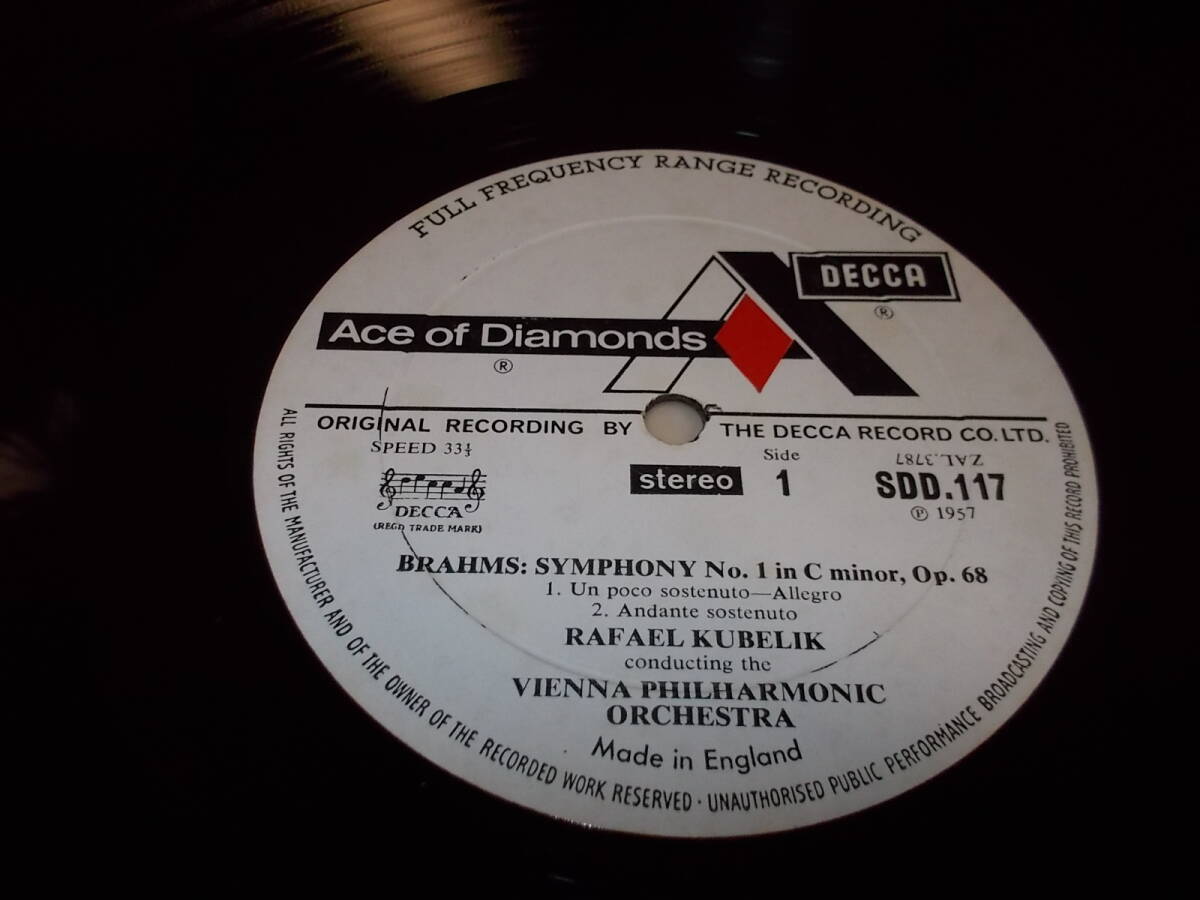 FULL FREQUENCY RANGE RECORDING
DECCA
®
Ace of Diamonds
®
ORIGINAL RECORDING BY THE DECCA RECORD CO. LTD.
SPEED 33⅓
Side
ZAL.3787
stereo 1 SDD.117
℗ 1957
DECCA
(REGD TRADE MARK)
BRAHMS: SYMPHONY No. 1 in C minor, Op. 68
1. Un poco sostenuto—Allegro
2. Andante sostenuto
RAFAEL KUBELIK
conducting the
VIENNA PHILHARMONIC
ORCHESTRA
Made in England
ALL RIGHTS OF THE MANUFACTURER AND OF THE OWNER OF THE RECORDED WORK RESERVED · UNAUTHORISED PUBLIC PERFORMANCE BROADCASTING AND COPYING OF THIS RECORD PROHIBITED